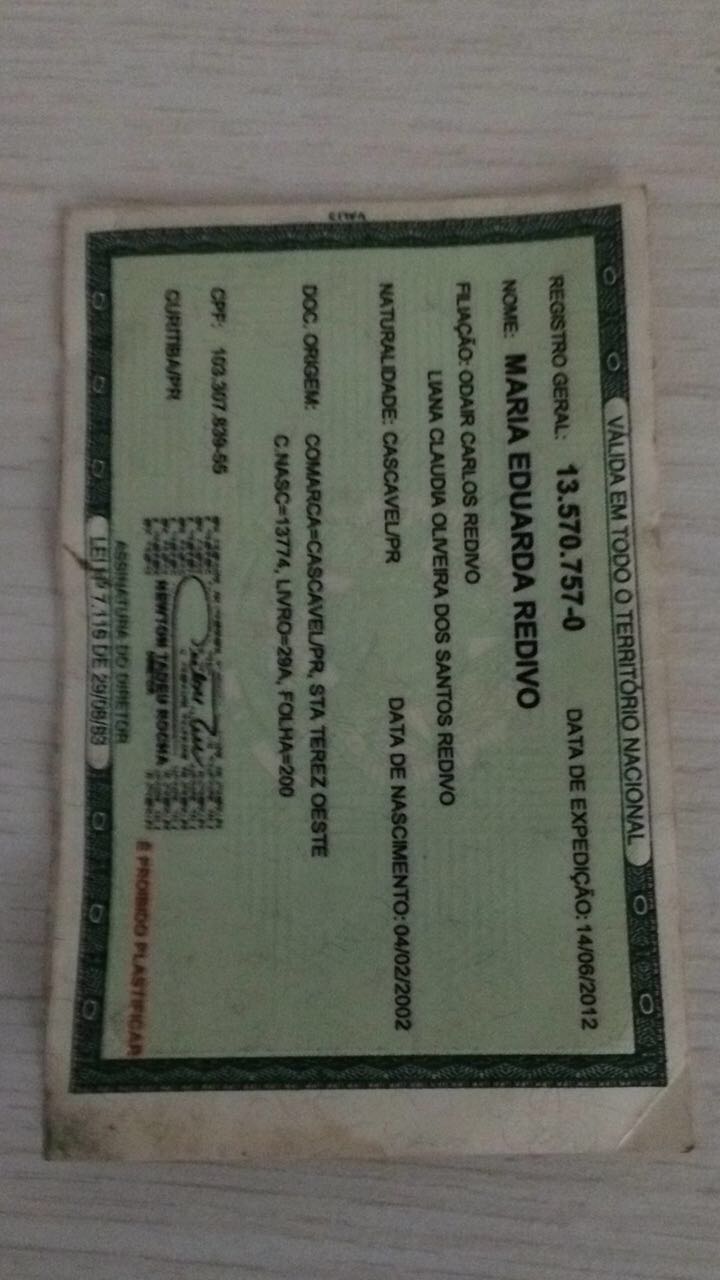 VÁLIDA EM TODO O TERRITÓRIO NACIONAL
REGISTRO GERAL: 13.570.757-0 DATA DE EXPEDIÇÃO: 14/06/2012
NOME: MARIA EDUARDA REDIVO
FILIAÇÃO: ODAIR CARLOS REDIVO
LIANA CLAUDIA OLIVEIRA DOS SANTOS REDIVO
NATURALIDADE: CASCAVEL/PR DATA DE NASCIMENTO: 04/02/2002
DOC. ORIGEM: COMARCA=CASCAVEL/PR, STA TEREZ OESTE
C.NASC=13774, LIVRO=29A, FOLHA=200
CPF: 103.307.839-55
CURITIBA/PR
NEWTON TADEU ROCHA
ASSINATURA DO DIRETOR
É PROIBIDO PLASTIFICAR
LEI Nº 7.116 DE 29/08/83